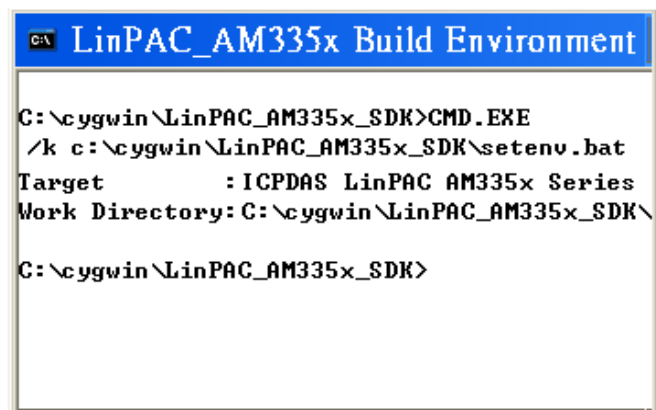 LinPAC_AM335x Build Environment
C:\cygwin\LinPAC_AM335x_SDK>CMD.EXE
/k c:\cygwin\LinPAC_AM335x_SDK\setenv.bat
Target :ICPDAS LinPAC AM335x Series
Work Directory:C:\cygwin\LinPAC_AM335x_SDK\
C:\cygwin\LinPAC_AM335x_SDK>